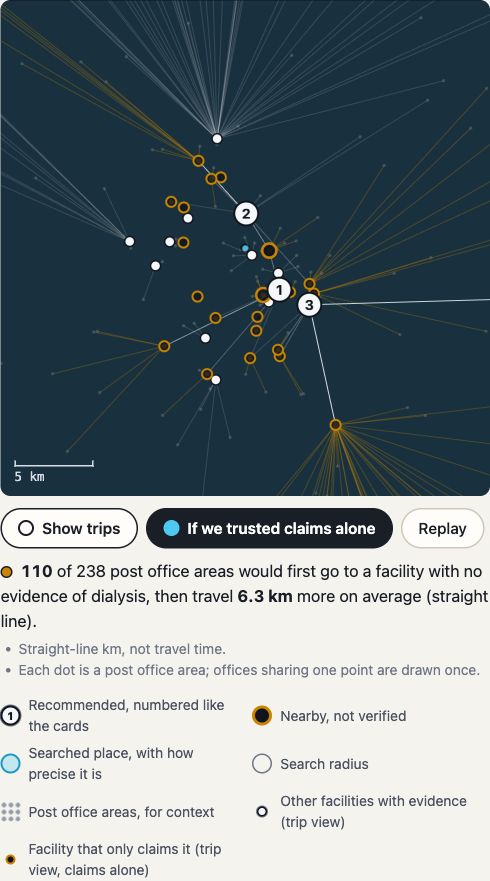 2
1
3
5 km
Show trips
If we trusted claims alone
Replay
110 of 238 post office areas would first go to a facility with no
evidence of dialysis, then travel 6.3 km more on average (straight
line).
• Straight-line km, not travel time.
• Each dot is a post office area; offices sharing one point are drawn once.
1
Recommended, numbered like
the cards
Nearby, not verified
Searched place, with how
precise it is
Search radius
Post office areas, for context
Other facilities with evidence
(trip view)
Facility that only claims it (trip
view, claims alone)